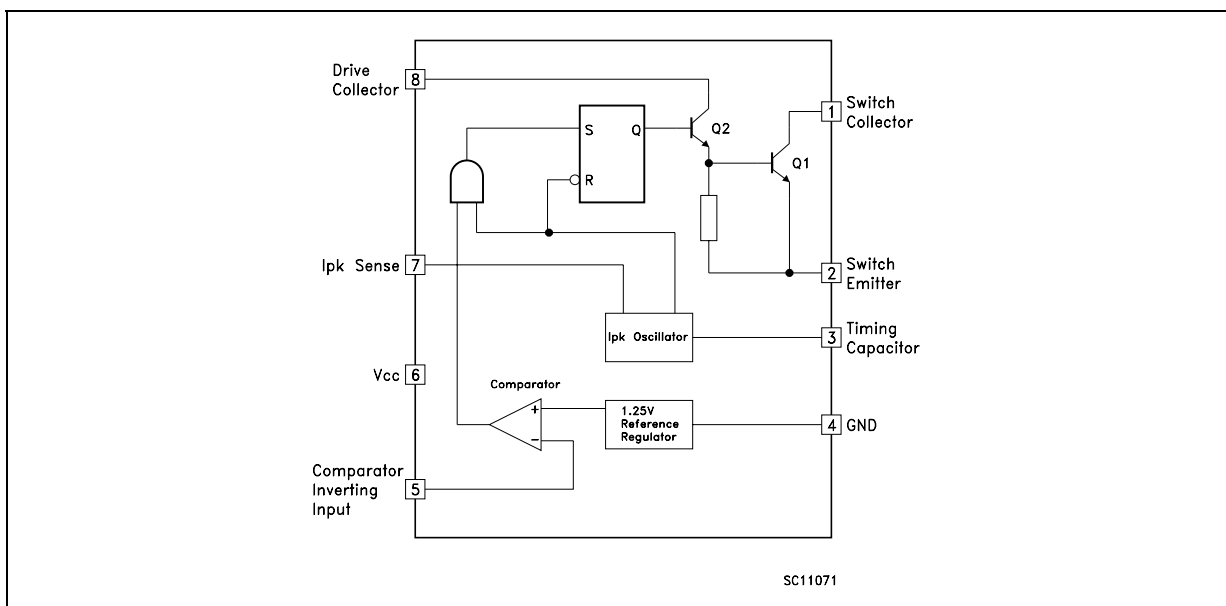 Drive
Collector
8
S
Q
R
Q2
Q1
1
Switch
Collector
Ipk Sense
7
2
Switch
Emitter
Ipk Oscillator
3
Timing
Capacitor
Vcc
6
Comparator
+
−
1.25V
Reference
Regulator
4
GND
Comparator
Inverting
Input
5
SC11071